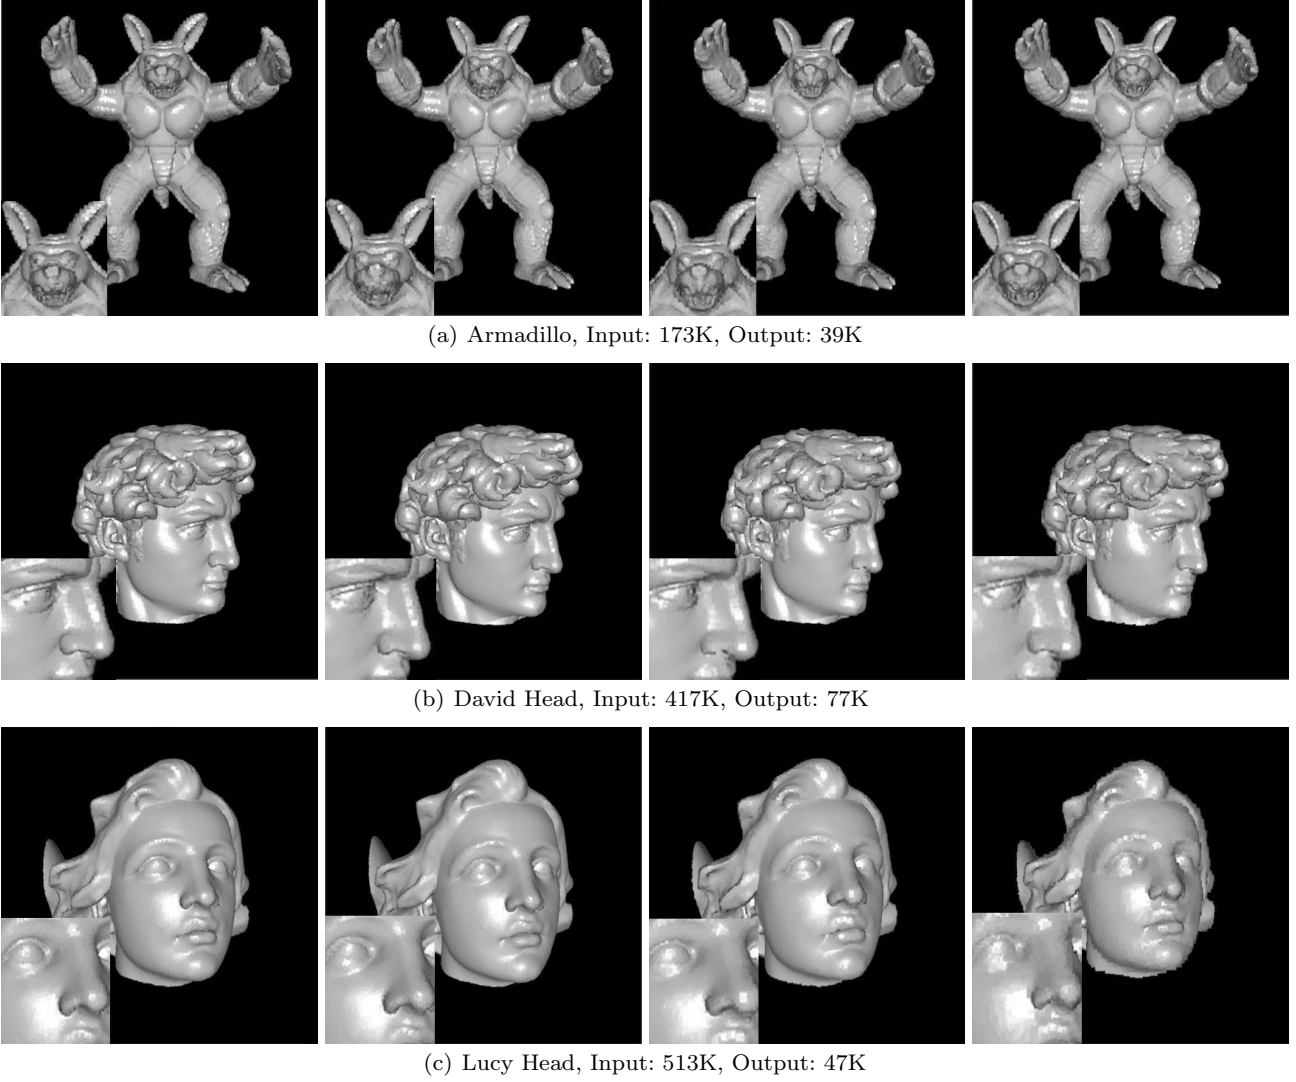 (a) Armadillo, Input: 173K, Output: 39K
(b) David Head, Input: 417K, Output: 77K
(c) Lucy Head, Input: 513K, Output: 47K